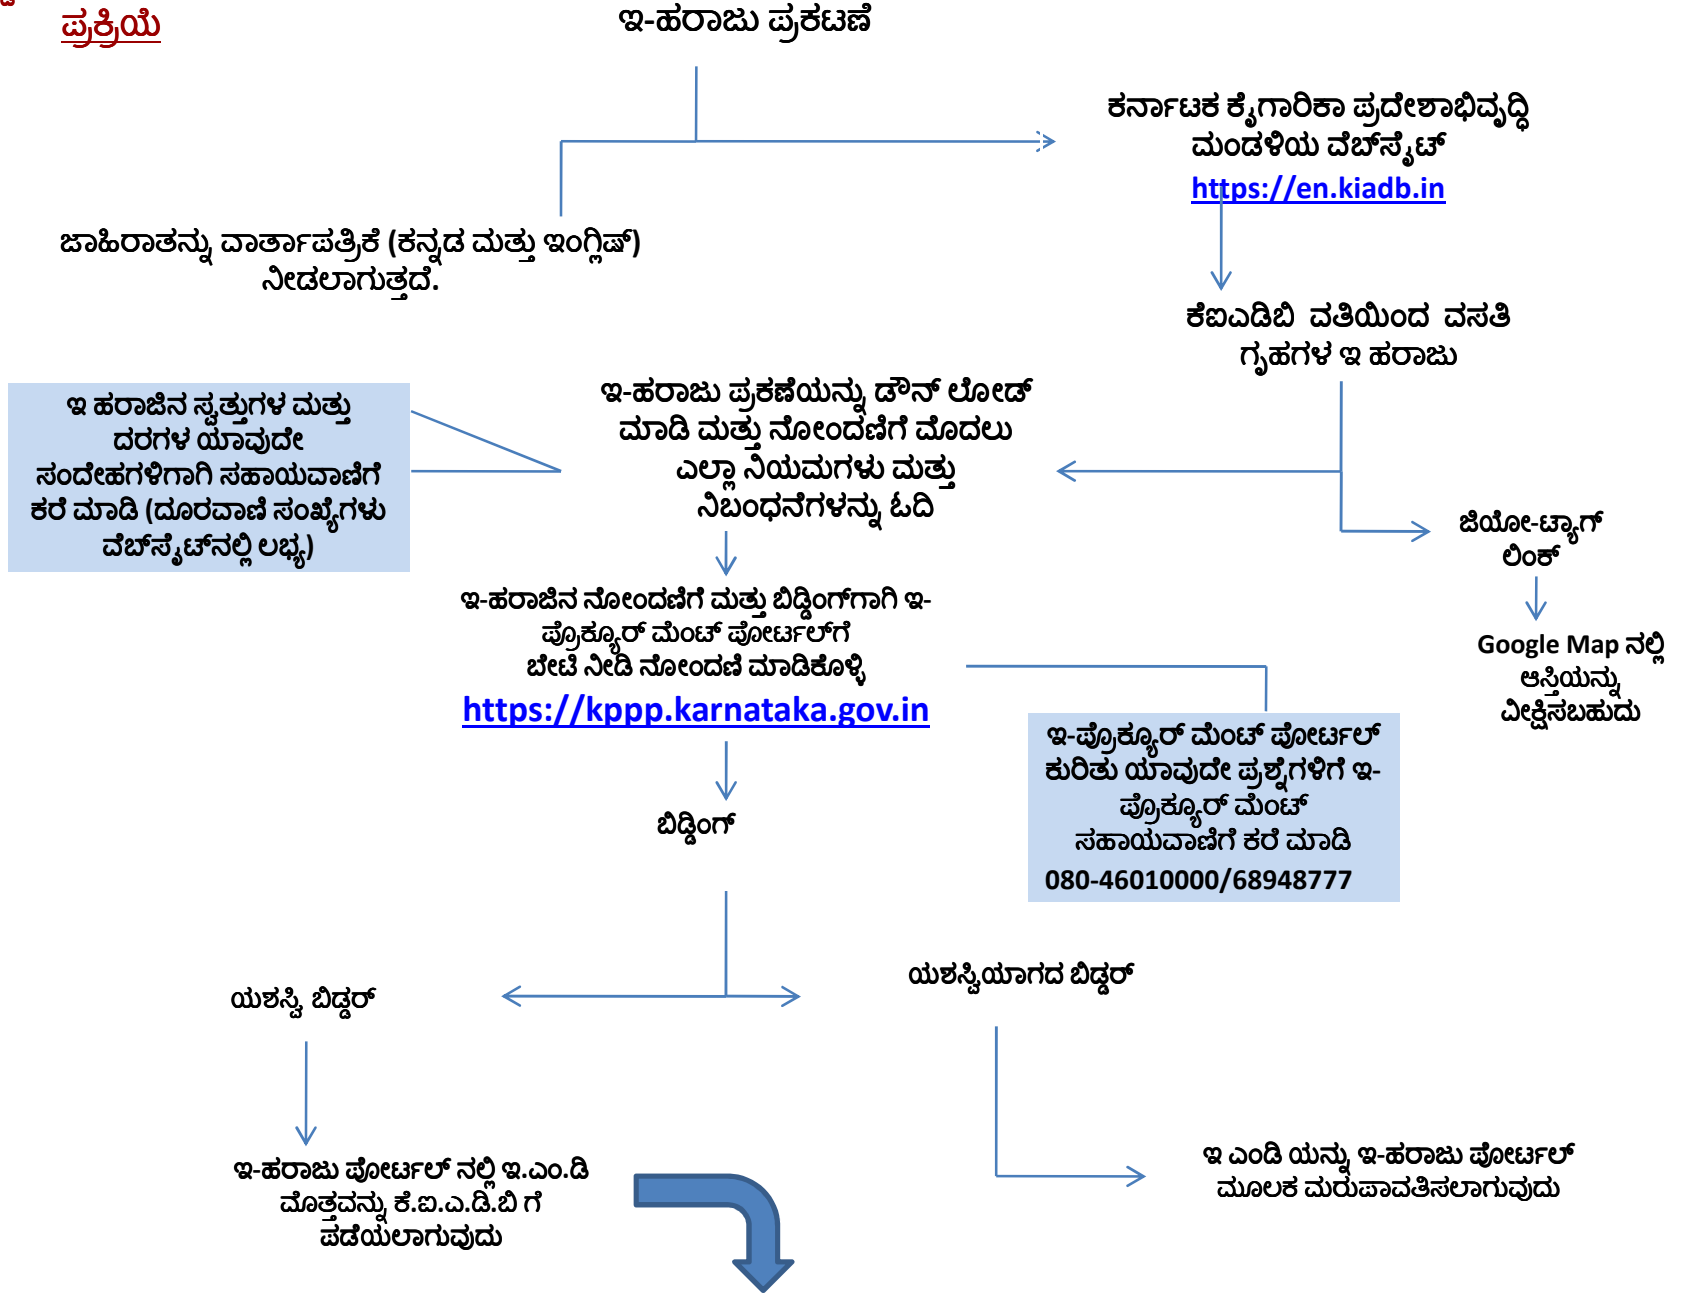 ಪ್ರಕ್ರಿಯೆ
ಇ-ಹರಾಜು ಪ್ರಕಟಣೆ
ಕರ್ನಾಟಕ ಕೈಗಾರಿಕಾ ಪ್ರದೇಶಾಭಿವೃದ್ಧಿ
ಮಂಡಳಿಯ ವೆಬ್‌ಸೈಟ್
https://en.kiadb.in
ಜಾಹಿರಾತನ್ನು ವಾರ್ತಾಪತ್ರಿಕೆ (ಕನ್ನಡ ಮತ್ತು ಇಂಗ್ಲಿಷ್)
ನೀಡಲಾಗುತ್ತದೆ.
ಕೆಐಎಡಿಬಿ ವತಿಯಿಂದ ವಸತಿ
ಗೃಹಗಳ ಇ ಹರಾಜು
ಇ-ಹರಾಜು ಪ್ರಕಣೆಯನ್ನು ಡೌನ್ ಲೋಡ್
ಮಾಡಿ ಮತ್ತು ನೋಂದಣಿಗೆ ಮೊದಲು
ಎಲ್ಲಾ ನಿಯಮಗಳು ಮತ್ತು
ನಿಬಂಧನೆಗಳನ್ನು ಓದಿ
ಇ ಹರಾಜಿನ ಸ್ವತ್ತುಗಳ ಮತ್ತು
ದರಗಳ ಯಾವುದೇ
ಸಂದೇಹಗಳಿಗಾಗಿ ಸಹಾಯವಾಣಿಗೆ
ಕರೆ ಮಾಡಿ (ದೂರವಾಣಿ ಸಂಖ್ಯೆಗಳು
ವೆಬ್‌ಸೈಟ್‌ನಲ್ಲಿ ಲಭ್ಯ)
ಜಿಯೋ-ಟ್ಯಾಗ್
ಲಿಂಕ್
ಇ-ಹರಾಜಿನ ನೋಂದಣಿಗೆ ಮತ್ತು ಬಿಡ್ಡಿಂಗ್‌ಗಾಗಿ ಇ-
ಪ್ರೊಕ್ಯೂರ್ ಮೆಂಟ್ ಪೋರ್ಟಲ್‌ಗೆ
ಬೇಟಿ ನೀಡಿ ನೋಂದಣಿ ಮಾಡಿಕೊಳ್ಳಿ
https://kppp.karnataka.gov.in
Google Map ನಲ್ಲಿ
ಆಸ್ತಿಯನ್ನು
ವೀಕ್ಷಿಸಬಹುದು
ಇ-ಪ್ರೊಕ್ಯೂರ್ ಮೆಂಟ್ ಪೋರ್ಟಲ್
ಕುರಿತು ಯಾವುದೇ ಪ್ರಶ್ನೆಗಳಿಗೆ ಇ-
ಪ್ರೊಕ್ಯೂರ್ ಮೆಂಟ್
ಸಹಾಯವಾಣಿಗೆ ಕರೆ ಮಾಡಿ
080-46010000/68948777
ಬಿಡ್ಡಿಂಗ್
ಯಶಸ್ವಿಯಾಗದ ಬಿಡ್ಡರ್
ಯಶಸ್ವಿ ಬಿಡ್ಡರ್
ಇ-ಹರಾಜು ಪೋರ್ಟಲ್ ನಲ್ಲಿ ಇ.ಎಂ.ಡಿ
ಮೊತ್ತವನ್ನು ಕೆ.ಐ.ಎ.ಡಿ.ಬಿ ಗೆ
ಪಡೆಯಲಾಗುವುದು
ಇ ಎಂಡಿ ಯನ್ನು ಇ-ಹರಾಜು ಪೋರ್ಟಲ್
ಮೂಲಕ ಮರುಪಾವತಿಸಲಾಗುವುದು